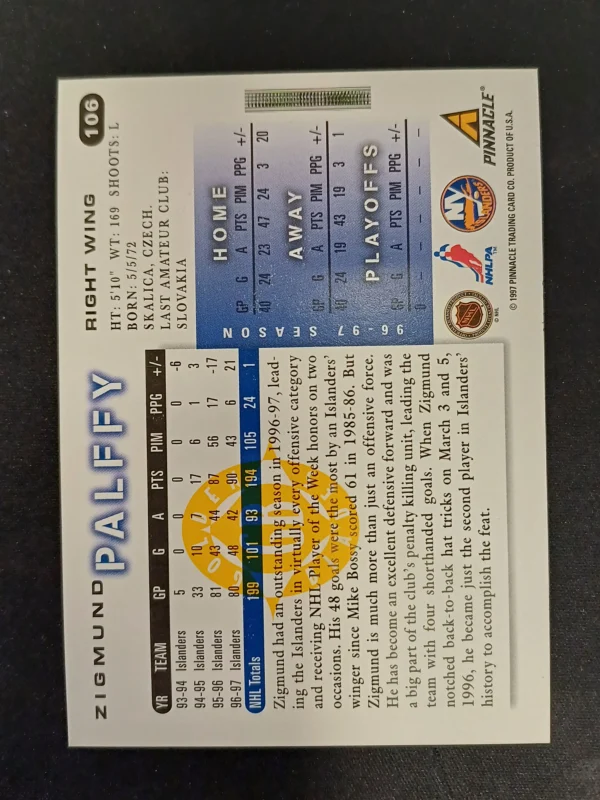 ZIGMUND
PALFFY
RIGHT WING
106
HT: 5'10" WT: 169 SHOOTS: L
BORN: 5/5/72
SKALICA, CZECH.
LAST AMATEUR CLUB:
SLOVAKIA
YR TEAM GP G A PTS PIM PPG +/-
93-94 Islanders 5 0 0 0 0 0 -6
94-95 Islanders 33 10 7 17 6 1 3
95-96 Islanders 81 43 44 87 56 17 -17
96-97 Islanders 80 48 42 90 43 6 21
NHL Totals 199 101 93 194 105 24 1
Zigmund had an outstanding season in 1996-97, lead-
ing the Islanders in virtually every offensive category
and receiving NHL Player of the Week honors on two
occasions. His 48 goals were the most by an Islanders'
winger since Mike Bossy scored 61 in 1985-86. But
Zigmund is much more than just an offensive force.
He has become an excellent defensive forward and was
a big part of the club's penalty killing unit, leading the
team with four shorthanded goals. When Zigmund
notched back-to-back hat tricks on March 3 and 5,
1996, he became just the second player in Islanders'
history to accomplish the feat.
96-97 SEASON
HOME
GP G A PTS PIM PPG +/-
40 24 23 47 24 3 20
AWAY
GP G A PTS PIM PPG +/-
40 24 19 43 19 3 1
PLAYOFFS
GP G A PTS PIM PPG +/-
0 – – – – – –
NHL
© NHL
NHLPA
NY
ISLANDERS
PINNACLE®
© 1997 PINNACLE TRADING CARD CO. PRODUCT OF U.S.A.